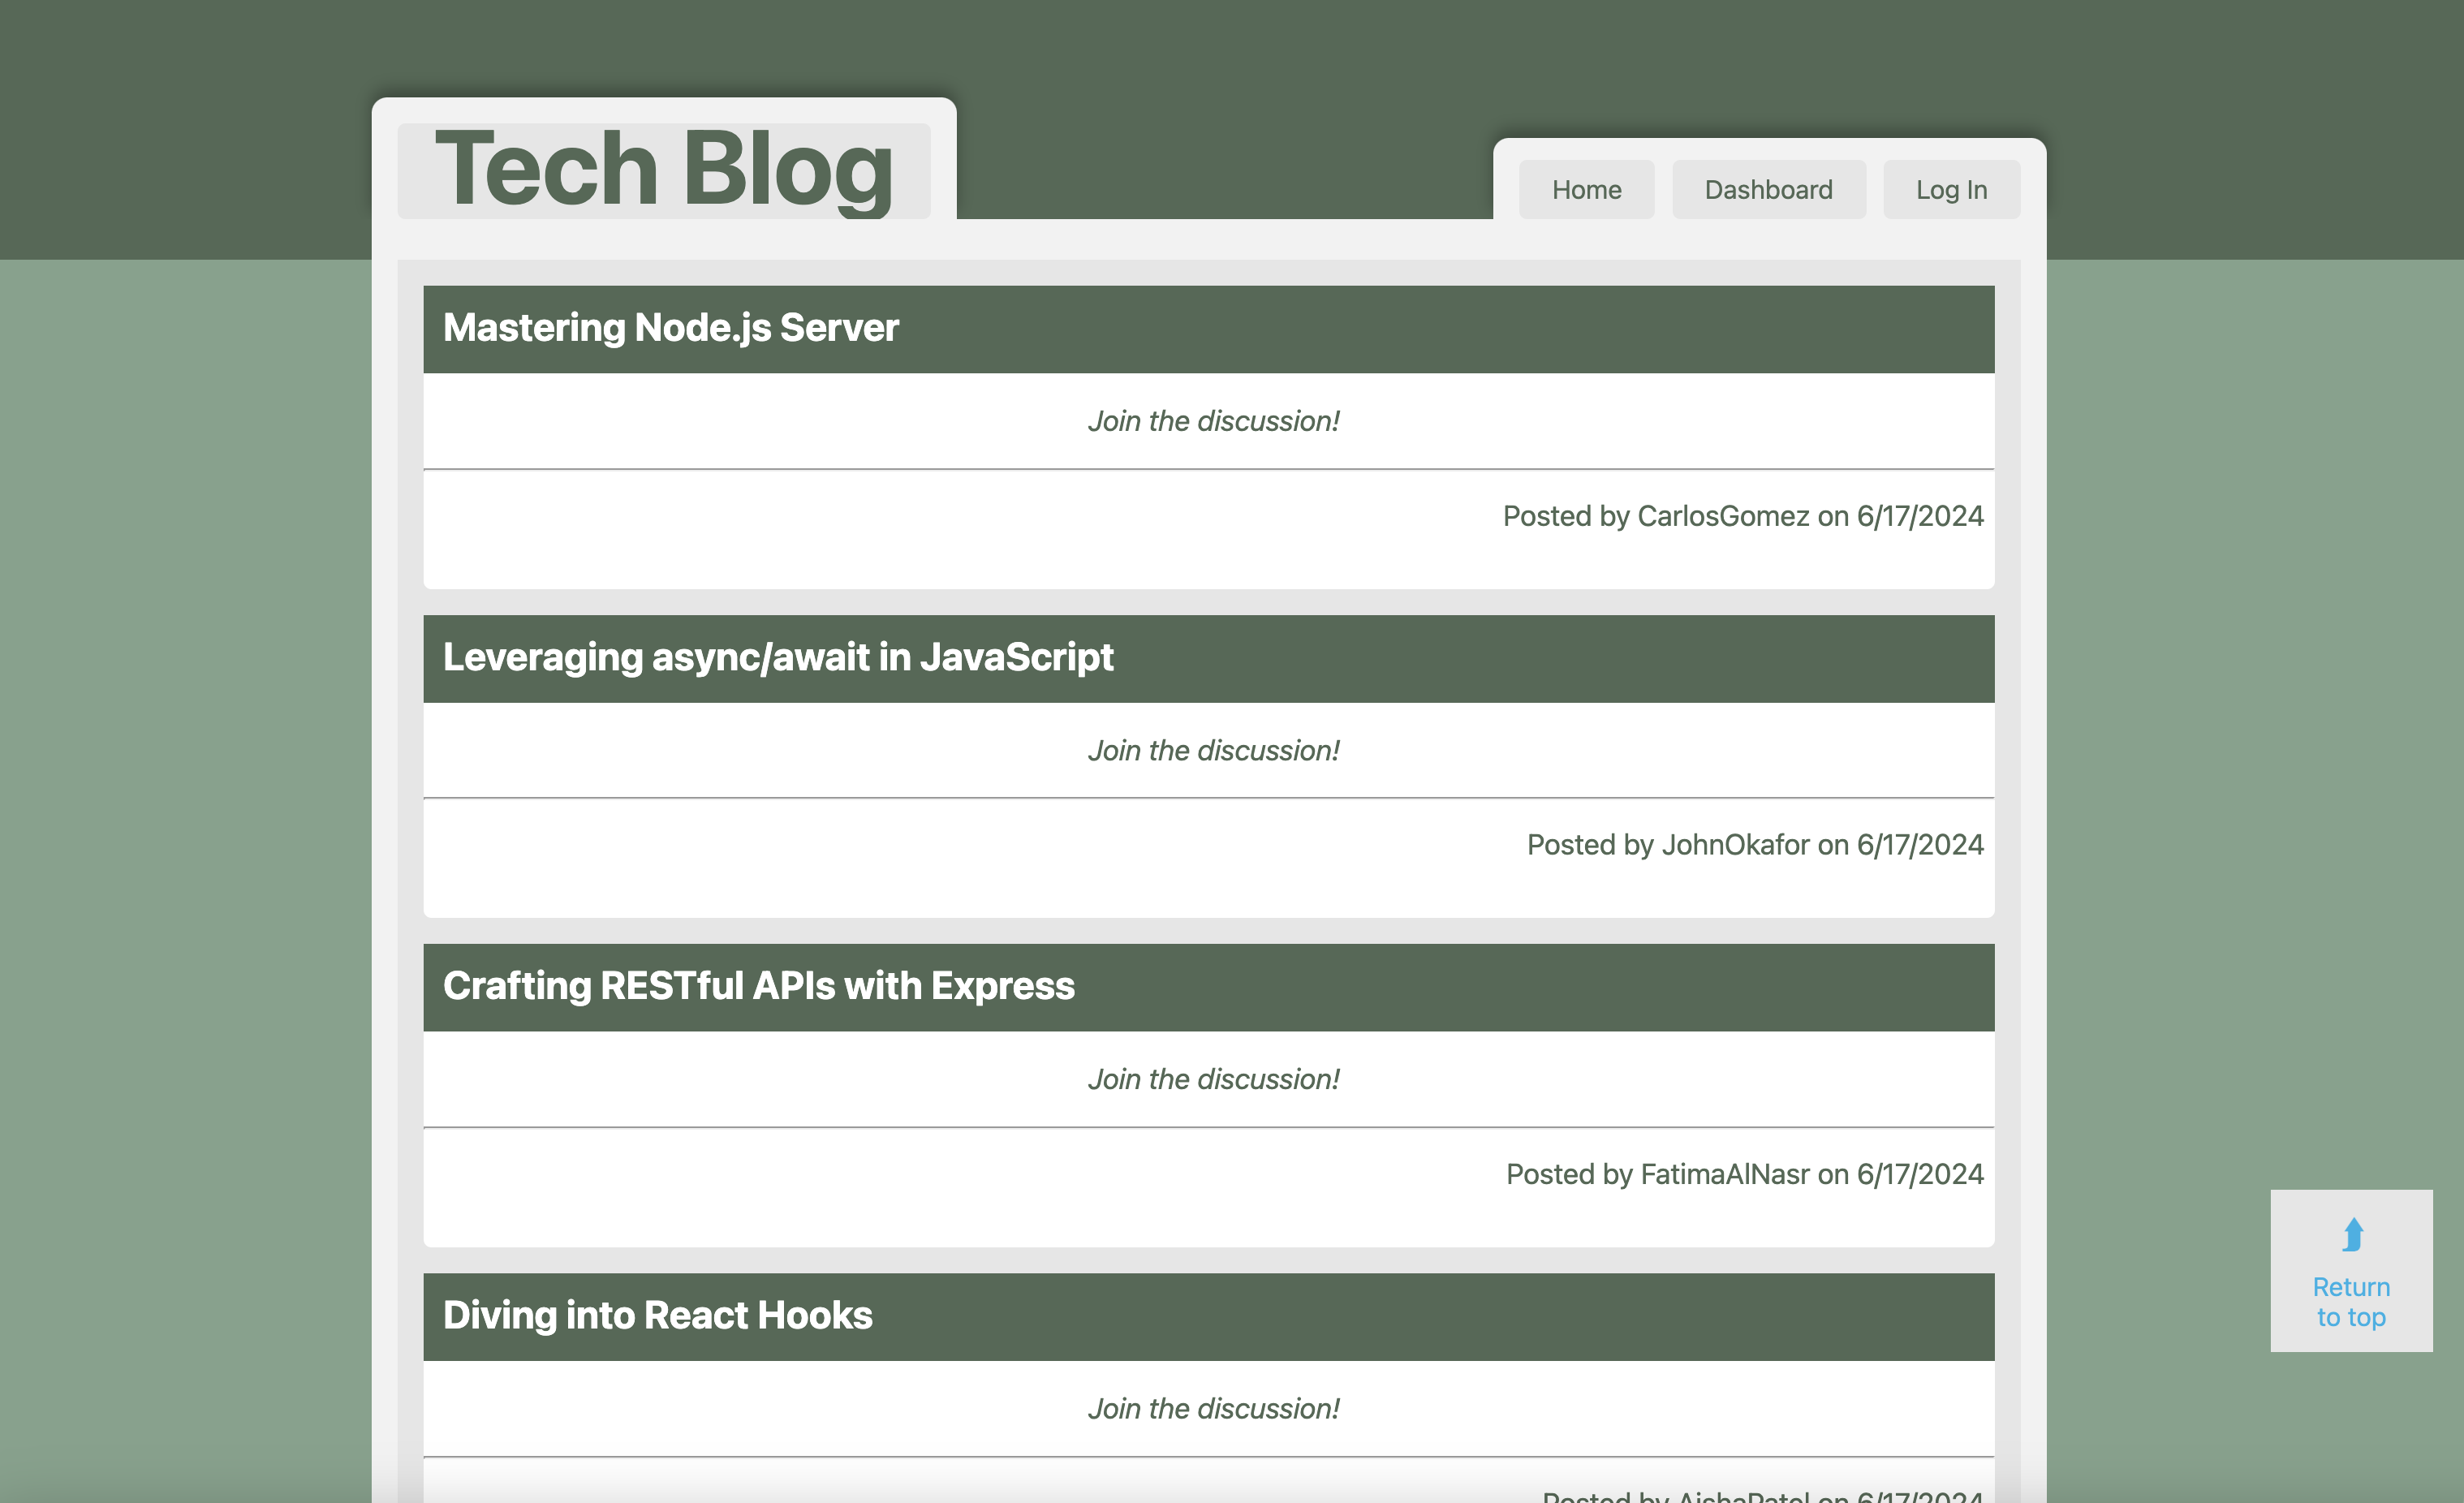 Tech Blog
Home
Dashboard
Log In
Mastering Node.js Server
Join the discussion!
Posted by CarlosGomez on 6/17/2024
Leveraging async/await in JavaScript
Join the discussion!
Posted by JohnOkafor on 6/17/2024
Crafting RESTful APIs with Express
Join the discussion!
Posted by FatimaAlNasr on 6/17/2024
Return
to top
Diving into React Hooks
Join the discussion!
Posted by AishaPatel on 6/17/2024